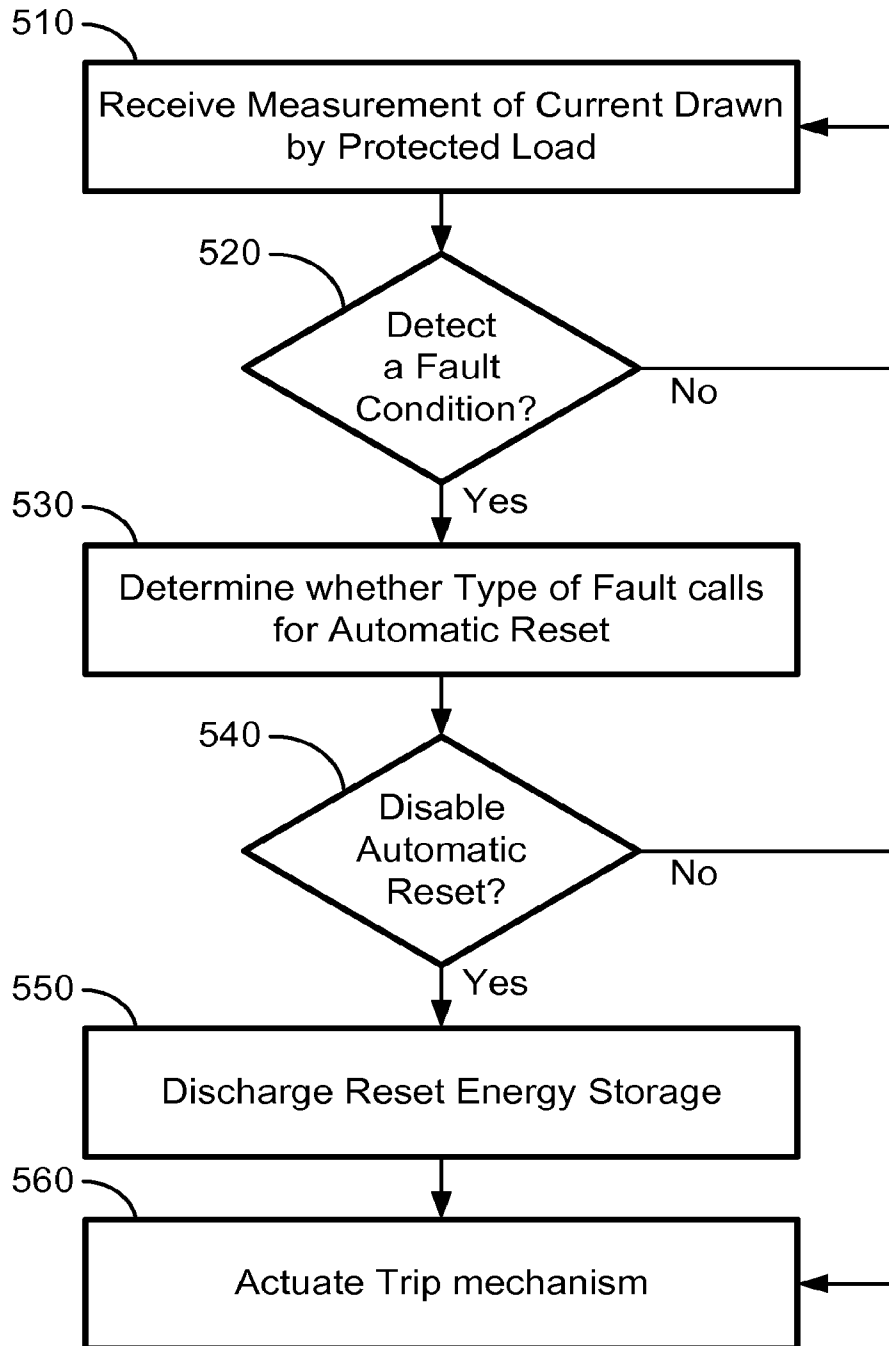 510
Receive Measurement of Current Drawn
by Protected Load
520
Detect
a Fault
Condition?
No
Yes
530
Determine whether Type of Fault calls
for Automatic Reset
540
Disable
Automatic
Reset?
No
Yes
550
Discharge Reset Energy Storage
560
Actuate Trip mechanism